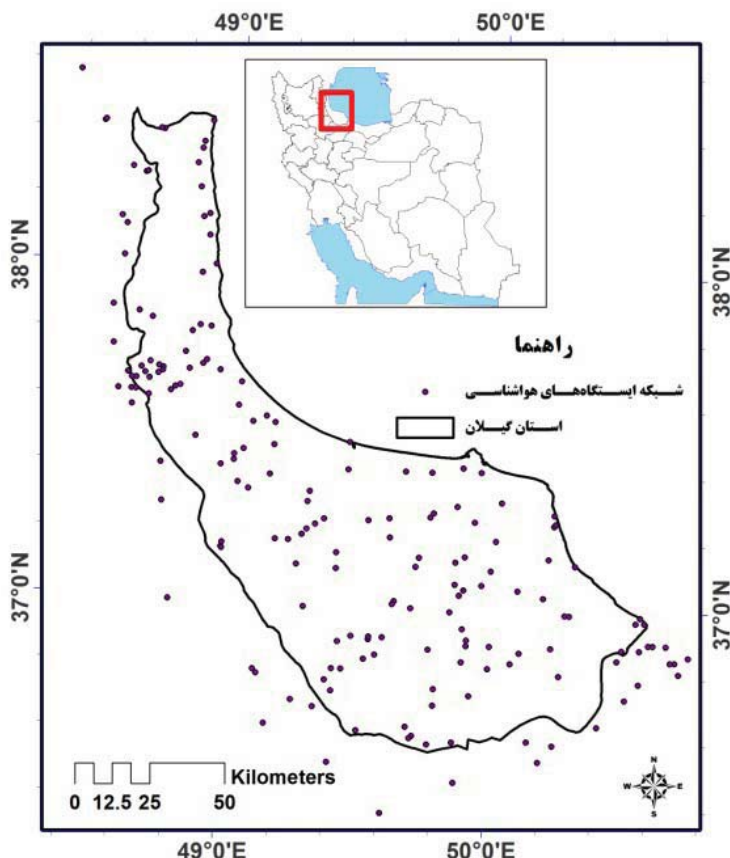 49°0'E 50°0'E
38°0'N
38°0'N
راهنما
شبکه ایستگاه‌های هواشناسی
استان گیلان
37°0'N
37°0'N
N
W E
S
Kilometers
0 12.5 25 50
49°0'E 50°0'E